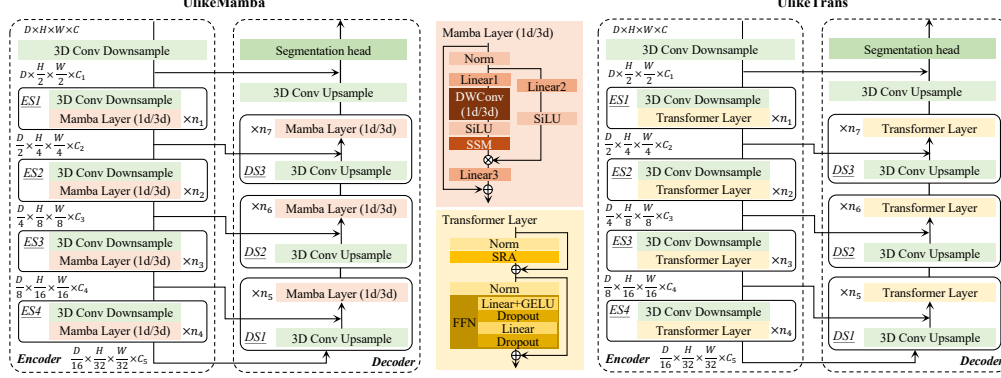 UlikeMamba
D×H×W×C
3D Conv Downsample
D×H/2×W/2×C₁
ES1
3D Conv Downsample
Mamba Layer (1d/3d)
×n₁
D/2×H/4×W/4×C₂
ES2
3D Conv Downsample
Mamba Layer (1d/3d)
×n₂
D/4×H/8×W/8×C₃
ES3
3D Conv Downsample
Mamba Layer (1d/3d)
×n₃
D/8×H/16×W/16×C₄
ES4
3D Conv Downsample
Mamba Layer (1d/3d)
×n₄
Encoder
D/16×H/32×W/32×C₅
Segmentation head
3D Conv Upsample
×n₇
Mamba Layer (1d/3d)
DS3
3D Conv Upsample
×n₆
Mamba Layer (1d/3d)
DS2
3D Conv Upsample
×n₅
Mamba Layer (1d/3d)
DS1
3D Conv Upsample
Decoder
Mamba Layer (1d/3d)
Norm
Linear1
Linear2
DWConv
(1d/3d)
SiLU
SiLU
SSM
Linear3
Transformer Layer
Norm
SRA
Norm
FFN
Linear+GELU
Dropout
Linear
Dropout
UlikeTrans
D×H×W×C
3D Conv Downsample
D×H/2×W/2×C₁
ES1
3D Conv Downsample
Transformer Layer
×n₁
D/2×H/4×W/4×C₂
ES2
3D Conv Downsample
Transformer Layer
×n₂
D/4×H/8×W/8×C₃
ES3
3D Conv Downsample
Transformer Layer
×n₃
D/8×H/16×W/16×C₄
ES4
3D Conv Downsample
Transformer Layer
×n₄
Encoder
D/16×H/32×W/32×C₅
Segmentation head
3D Conv Upsample
×n₇
Transformer Layer
DS3
3D Conv Upsample
×n₆
Transformer Layer
DS2
3D Conv Upsample
×n₅
Transformer Layer
DS1
3D Conv Upsample
Decoder